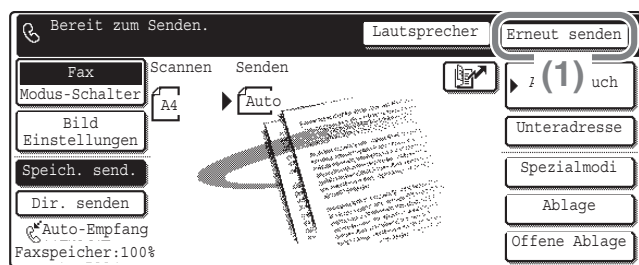 Bereit zum Senden.
Lautsprecher
Erneut senden
Fax
Modus-Schalter
Scannen
Senden
(1)
A
uch
A4
Auto
Bild
Einstellungen
Unteradresse
Speich. send.
Spezialmodi
Dir. senden
Ablage
Auto-Empfang
Faxspeicher:100%
Offene Ablage